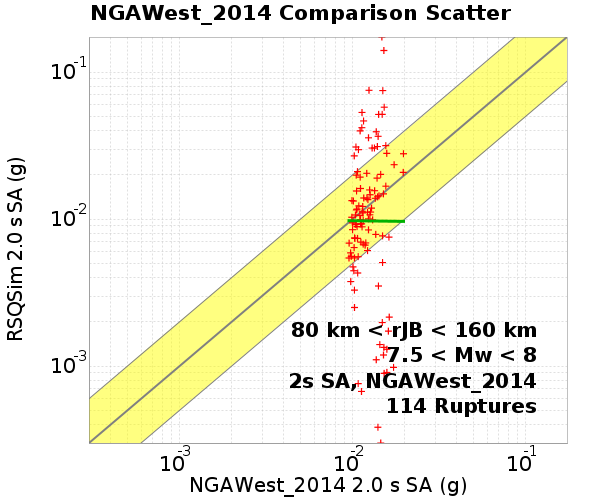 NGAWest_2014 Comparison Scatter
RSQSim 2.0 s SA (g)
10^-1
10^-2
10^-3
80 km < rJB < 160 km
7.5 < Mw < 8
2s SA, NGAWest_2014
114 Ruptures
10^-3 10^-2 10^-1
NGAWest_2014 2.0 s SA (g)